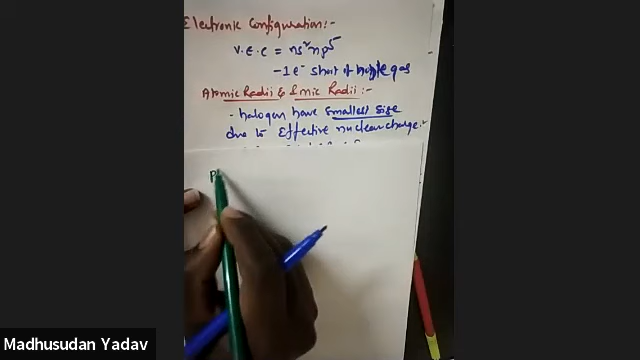 Electronic Configuration:-
V.E.C = ns²np⁵
-1e⁻ short of noble gas
Atomic Radii & Ionic Radii :-
- halogen have smallest size
due to Effective nuclear charge.
P
Madhusudan Yadav